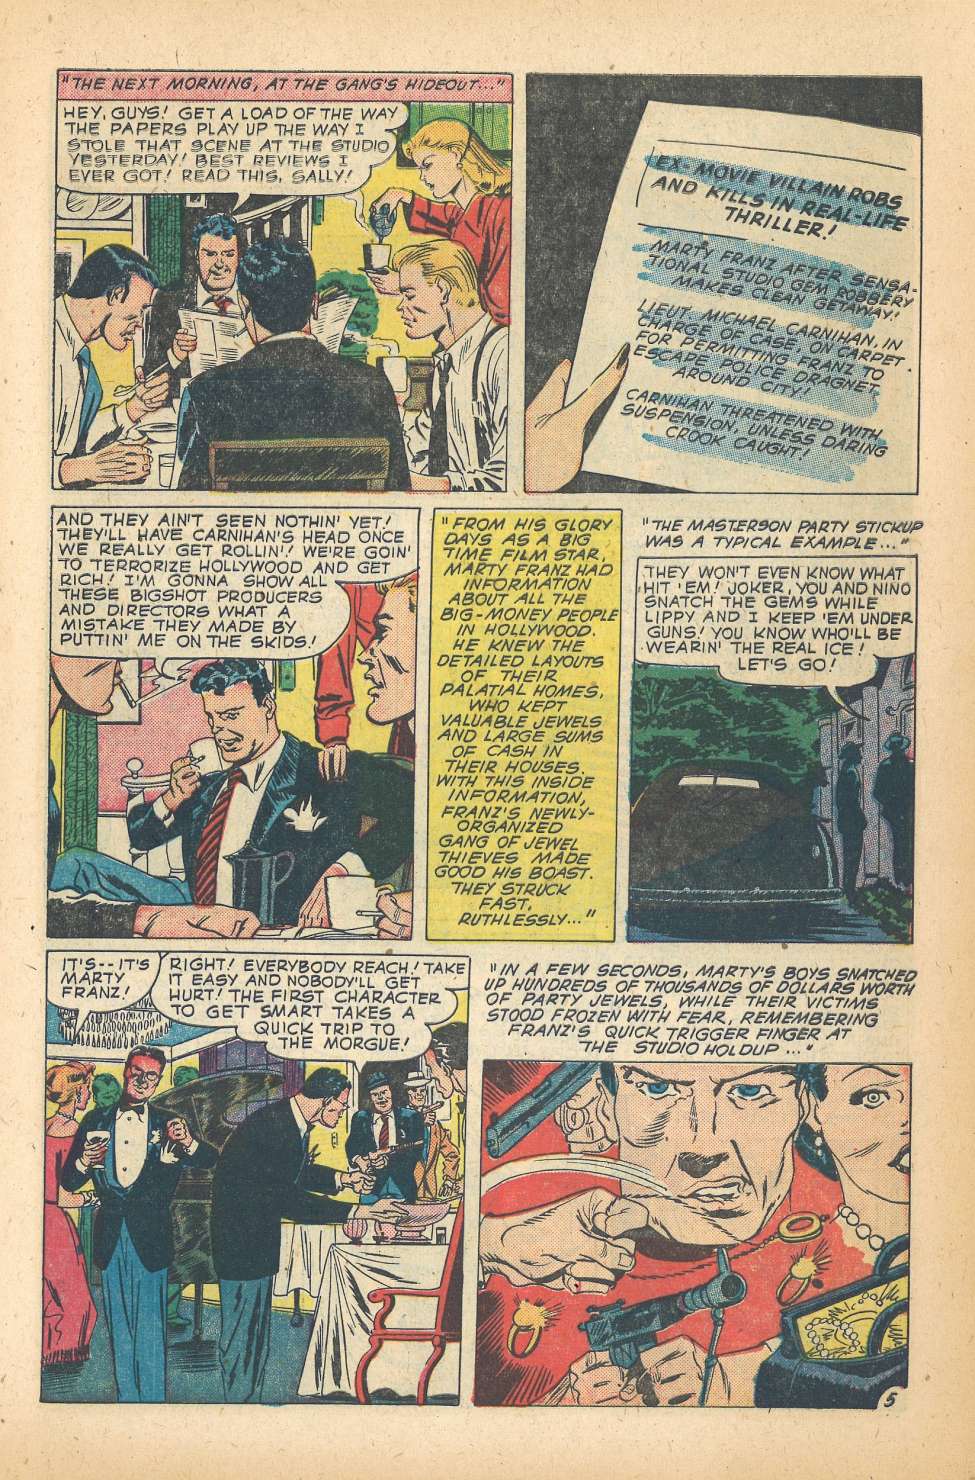 "THE NEXT MORNING, AT THE GANG'S HIDEOUT..."
HEY, GUYS! GET A LOAD OF THE WAY
THE PAPERS PLAY UP THE WAY I
STOLE THAT SCENE AT THE STUDIO
YESTERDAY! BEST REVIEWS I
EVER GOT! READ THIS, SALLY!
EX-MOVIE VILLAIN ROBS
AND KILLS IN REAL-LIFE
THRILLER!
MARTY FRANZ AFTER SENSA-
TIONAL STUDIO GEM ROBBERY
MAKES CLEAN GETAWAY!
LIEUT. MICHAEL CARNIHAN, IN
CHARGE OF CASE, ON CARPET
FOR PERMITTING FRANZ TO
ESCAPE POLICE DRAGNET
AROUND CITY!
CARNIHAN THREATENED WITH
SUSPENSION, UNLESS DARING
CROOK CAUGHT!
AND THEY AIN'T SEEN NOTHIN' YET!
THEY'LL HAVE CARNIHAN'S HEAD ONCE
WE REALLY GET ROLLIN'! WE'RE GOIN'
TO TERRORIZE HOLLYWOOD AND GET
RICH! I'M GONNA SHOW ALL
THESE BIGSHOT PRODUCERS
AND DIRECTORS WHAT A
MISTAKE THEY MADE BY
PUTTIN' ME ON THE SKIDS!
"FROM HIS GLORY
DAYS AS A BIG
TIME FILM STAR,
MARTY FRANZ HAD
INFORMATION
ABOUT ALL THE
BIG-MONEY PEOPLE
IN HOLLYWOOD.
HE KNEW THE
DETAILED LAYOUTS
OF THEIR
PALATIAL HOMES,
WHO KEPT
VALUABLE JEWELS
AND LARGE SUMS
OF CASH IN
THEIR HOUSES.
WITH THIS INSIDE
INFORMATION,
FRANZ'S NEWLY-
ORGANIZED
GANG OF JEWEL
THIEVES MADE
GOOD HIS BOAST.
THEY STRUCK
FAST,
RUTHLESSLY..."
"THE MASTERSON PARTY STICKUP
WAS A TYPICAL EXAMPLE..."
THEY WON'T EVEN KNOW WHAT
HIT 'EM! JOKER, YOU AND NINO
SNATCH THE GEMS WHILE
LIPPY AND I KEEP 'EM UNDER
GUNS! YOU KNOW WHO'LL BE
WEARIN' THE REAL ICE!
LET'S GO!
IT'S--IT'S
MARTY
FRANZ!
RIGHT! EVERYBODY REACH! TAKE
IT EASY AND NOBODY'LL GET
HURT! THE FIRST CHARACTER
TO GET SMART TAKES A
QUICK TRIP TO
THE MORGUE!
"IN A FEW SECONDS, MARTY'S BOYS SNATCHED
UP HUNDREDS OF THOUSANDS OF DOLLARS WORTH
OF PARTY JEWELS, WHILE THEIR VICTIMS
STOOD FROZEN WITH FEAR, REMEMBERING
FRANZ'S QUICK TRIGGER FINGER AT
THE STUDIO HOLDUP..."
5